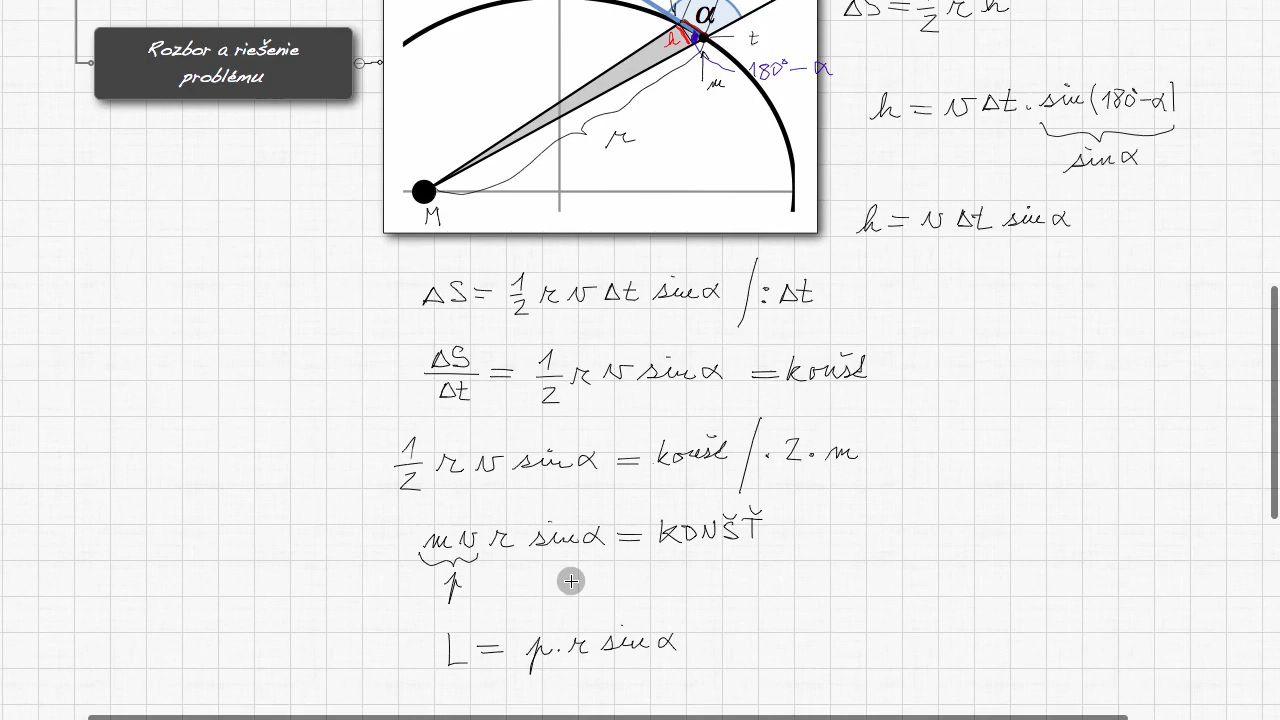 Rozbor a riešenie
problému
α
h
t
180° − α
m
r
M
ΔS = 1/2 r h
h = v Δt . sin(180° − α)
sin α
h = v Δt sin α
ΔS = 1/2 r v Δt sin α / : Δt
ΔS/Δt = 1/2 r v sin α = konšt
1/2 r v sin α = konšt / . 2 . m
m v r sin α = KONŠŤ
p
L = p . r sin α